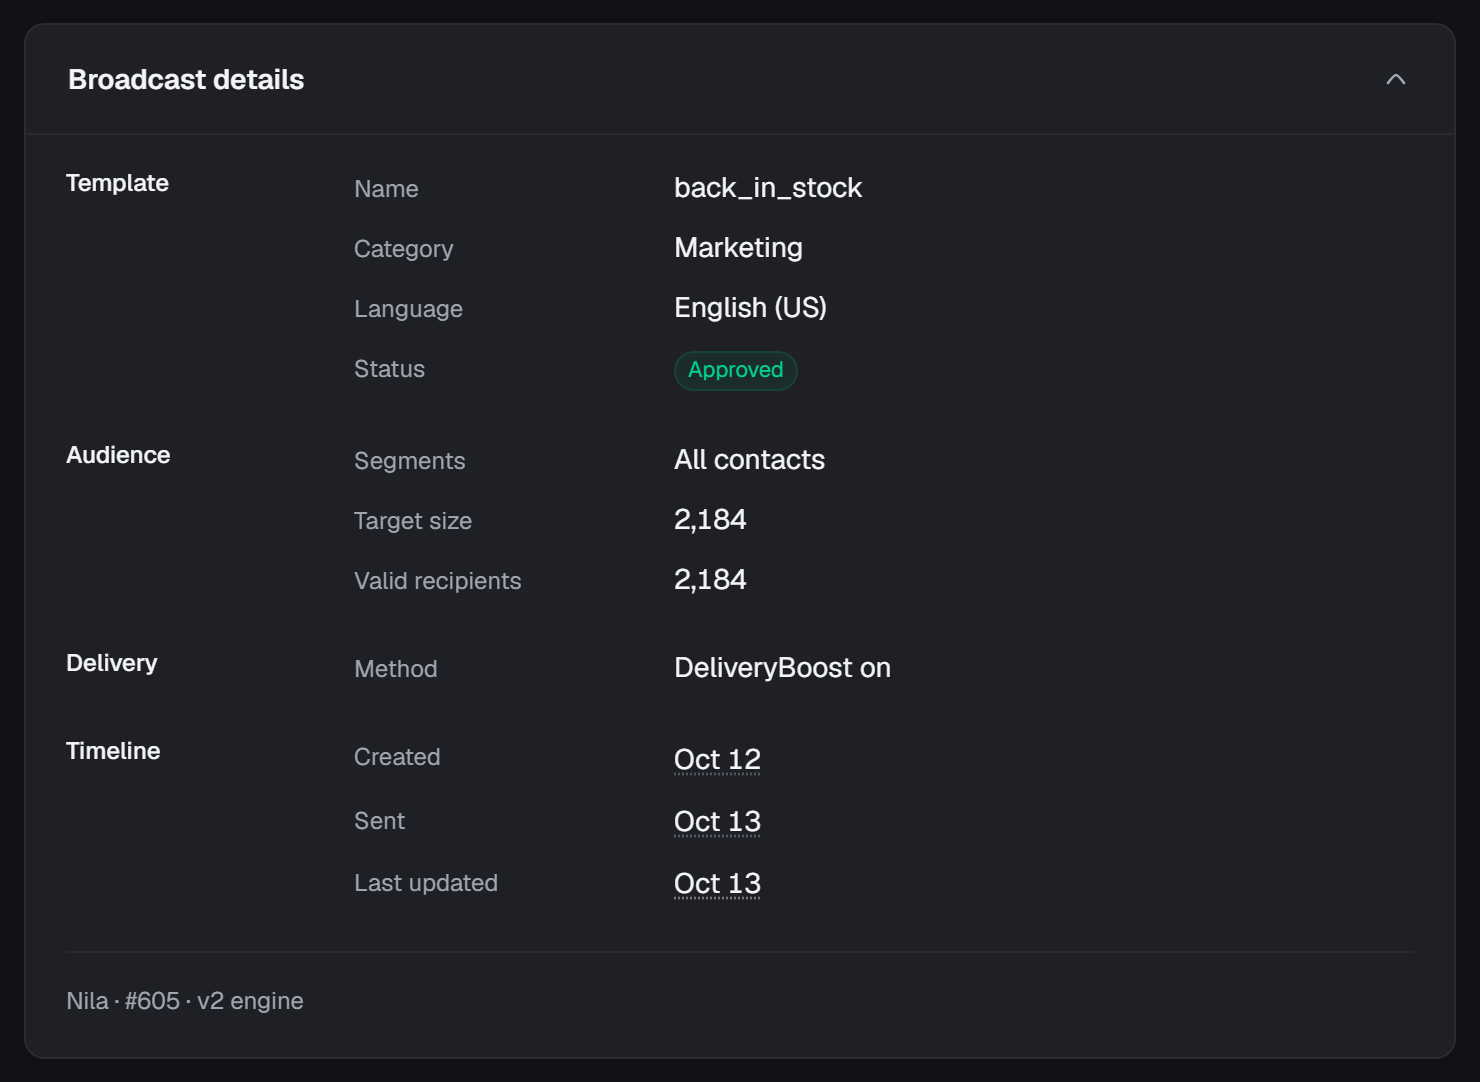 Broadcast details
Template
Name back_in_stock
Category Marketing
Language English (US)
Status Approved
Audience
Segments All contacts
Target size 2,184
Valid recipients 2,184
Delivery
Method DeliveryBoost on
Timeline
Created Oct 12
Sent Oct 13
Last updated Oct 13
Nila · #605 · v2 engine